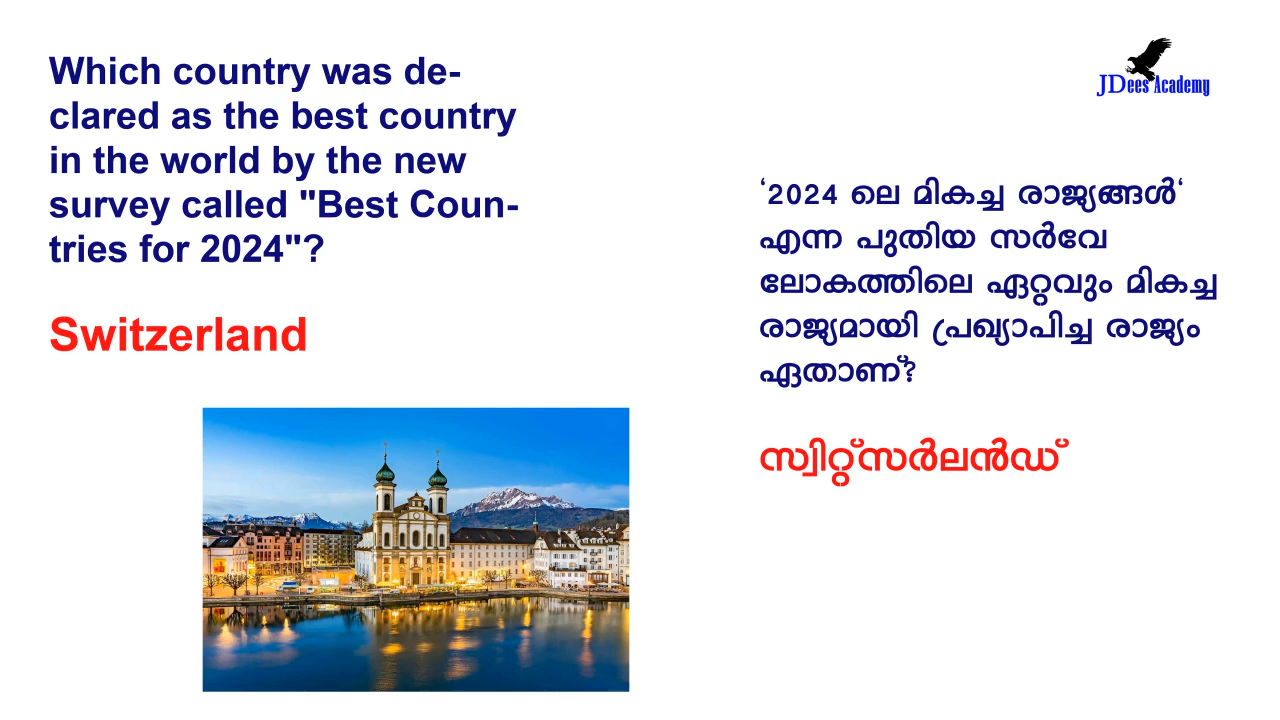 Which country was de-
clared as the best country
in the world by the new
survey called "Best Coun-
tries for 2024"?
Switzerland
JDees Academy
‘2024 ലെ മികച്ച രാജ്യങ്ങൾ‘
എന്ന പുതിയ സർവേ
ലോകത്തിലെ ഏറ്റവും മികച്ച
രാജ്യമായി പ്രഖ്യാപിച്ച രാജ്യം
ഏതാണ്?
സ്വിറ്റ്സർലൻഡ്